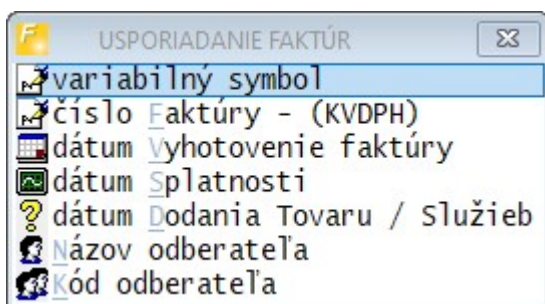 USPORIADANIE FAKTÚR
variabilný symbol
číslo Faktúry - (KVDPH)
dátum Vyhotovenie faktúry
dátum Splatnosti
dátum Dodania Tovaru / Služieb
Názov odberateľa
Kód odberateľa